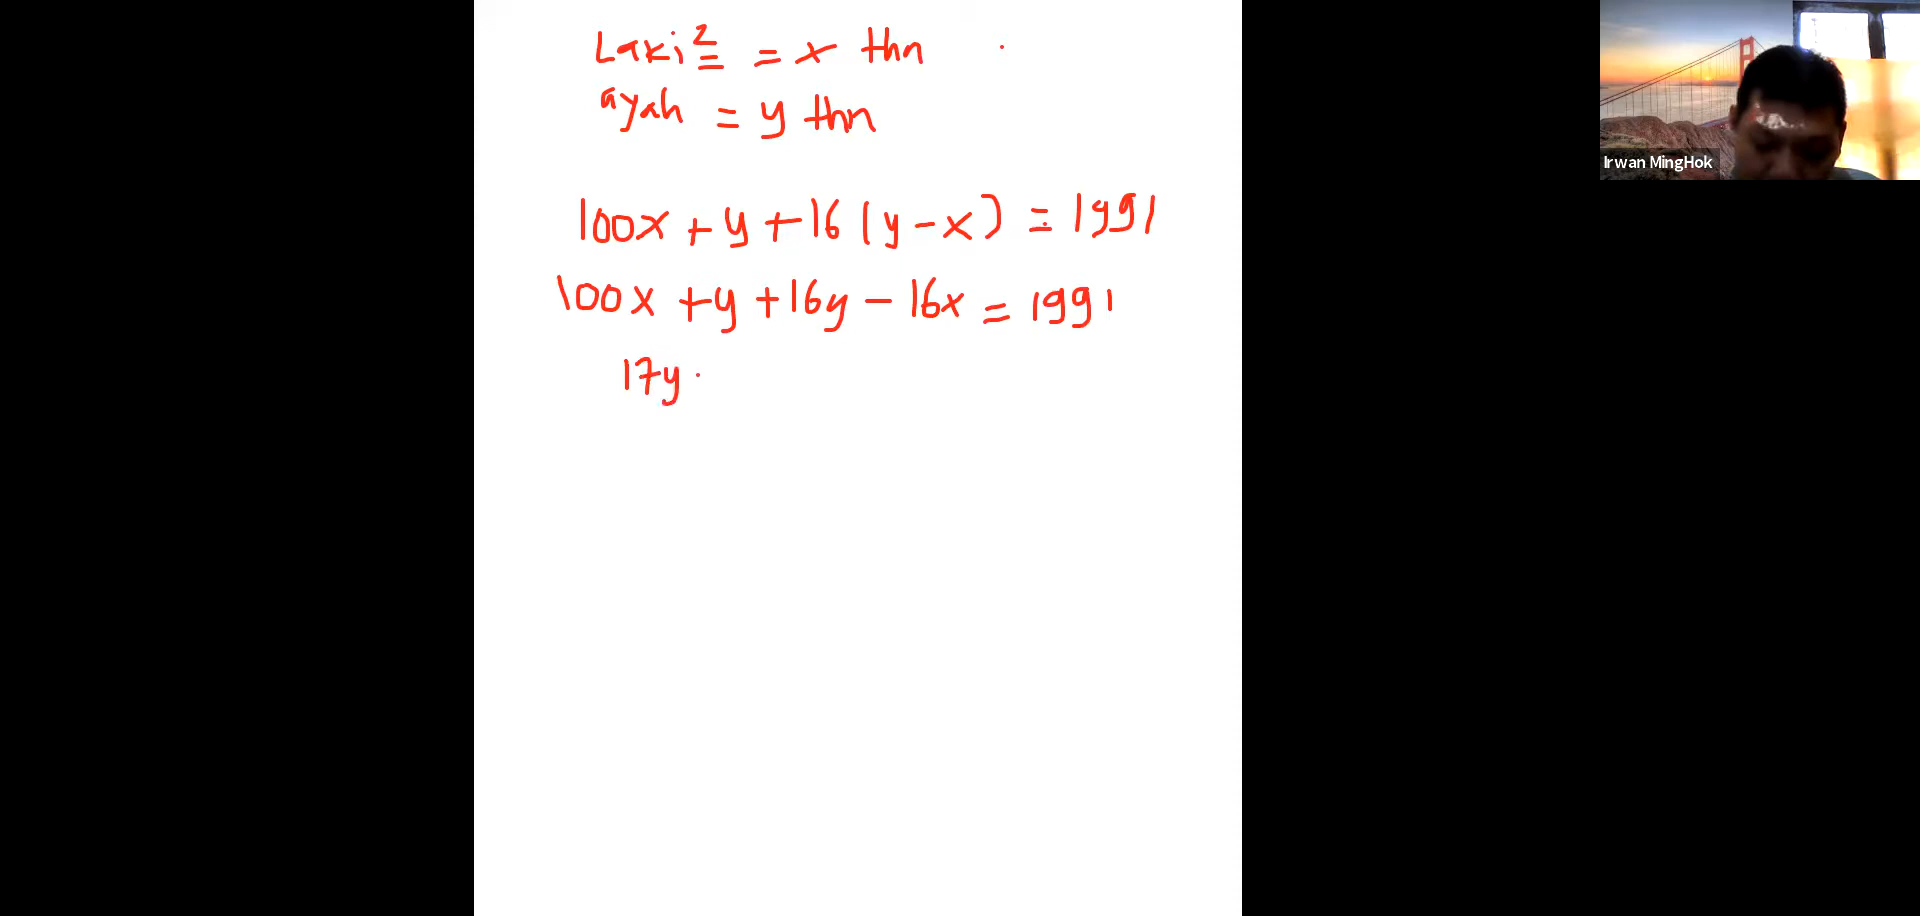 Laki² = x thn
ayah = y thn
100x + y + 16 (y - x) = 1991
100x + y + 16y - 16x = 1991
17y
Irwan MingHok